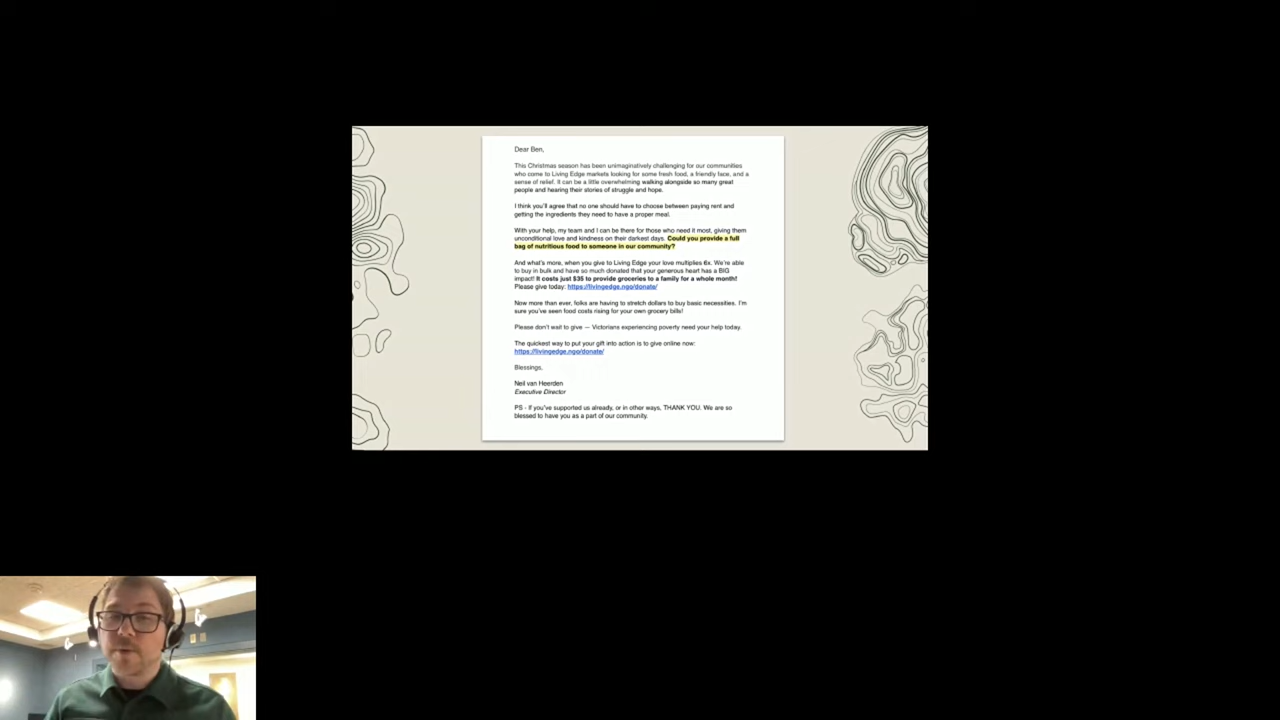 Dear Ben,
This Christmas season has been unimaginatively challenging for our communities
who come to Living Edge markets looking for some fresh food, a friendly face, and a
sense of relief. It can be a little overwhelming walking alongside so many great
people and hearing their stories of struggle and hope.
I think you'll agree that no one should have to choose between paying rent and
getting the ingredients they need to have a proper meal.
With your help, my team and I can be there for those who need it most, giving them
unconditional love and kindness on their darkest days. Could you provide a full
bag of nutritious food to someone in our community?
And what's more, when you give to Living Edge your love multiplies 6x. We're able
to buy in bulk and have so much donated that your generous heart has a BIG
impact! It costs just $35 to provide groceries to a family for a whole month!
Please give today: https://livingedge.ngo/donate/
Now more than ever, folks are having to stretch dollars to buy basic necessities. I'm
sure you've seen food costs rising for your own grocery bills!
Please don't wait to give — Victorians experiencing poverty need your help today.
The quickest way to put your gift into action is to give online now:
https://livingedge.ngo/donate/
Blessings,
Neil van Heerden
Executive Director
PS - If you've supported us already, or in other ways, THANK YOU. We are so
blessed to have you as a part of our community.